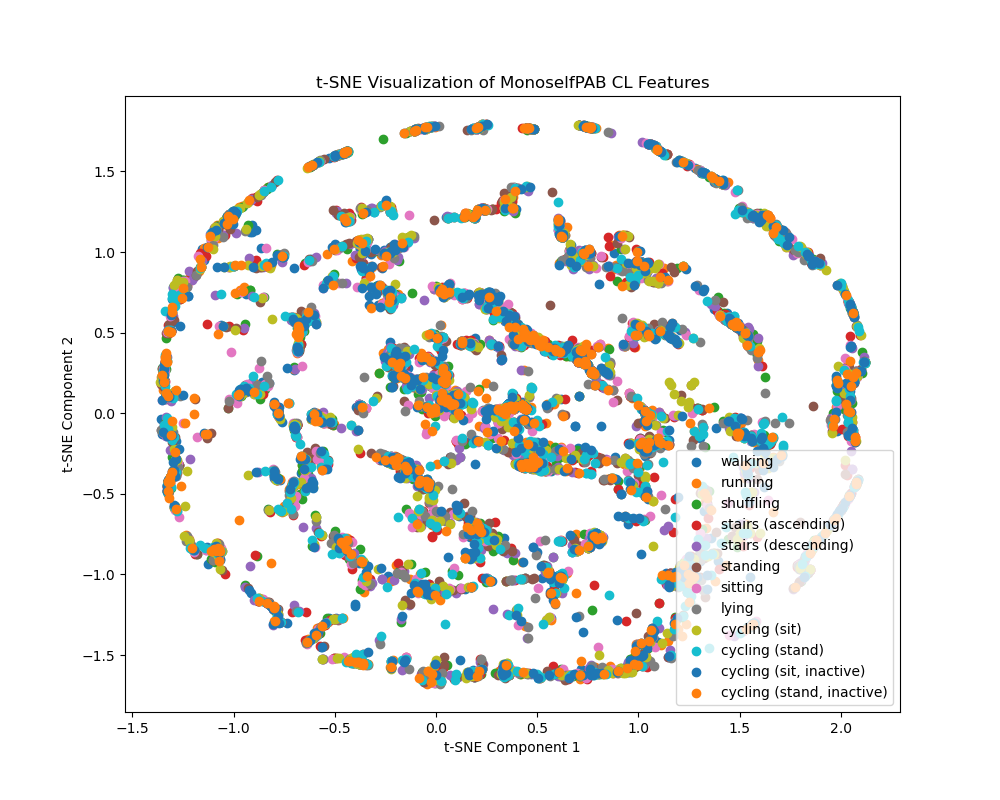 t-SNE Visualization of MonoselfPAB CL Features
t-SNE Component 2
1.5
1.0
0.5
0.0
−0.5
−1.0
−1.5
walking
running
shuffling
stairs (ascending)
stairs (descending)
standing
sitting
lying
cycling (sit)
cycling (stand)
cycling (sit, inactive)
cycling (stand, inactive)
−1.5 −1.0 −0.5 0.0 0.5 1.0 1.5 2.0
t-SNE Component 1